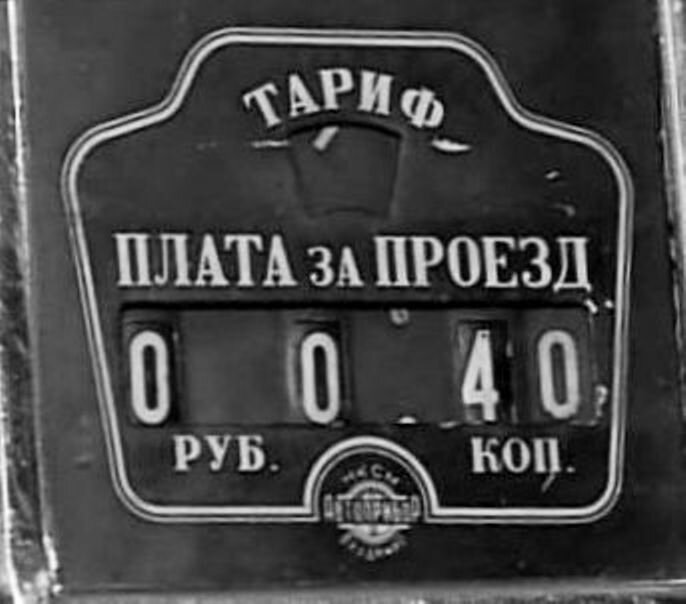 ТАРИФ
ПЛАТА ЗА ПРОЕЗД
0 0 40
РУБ. КОП.
АВТОПРИБОР